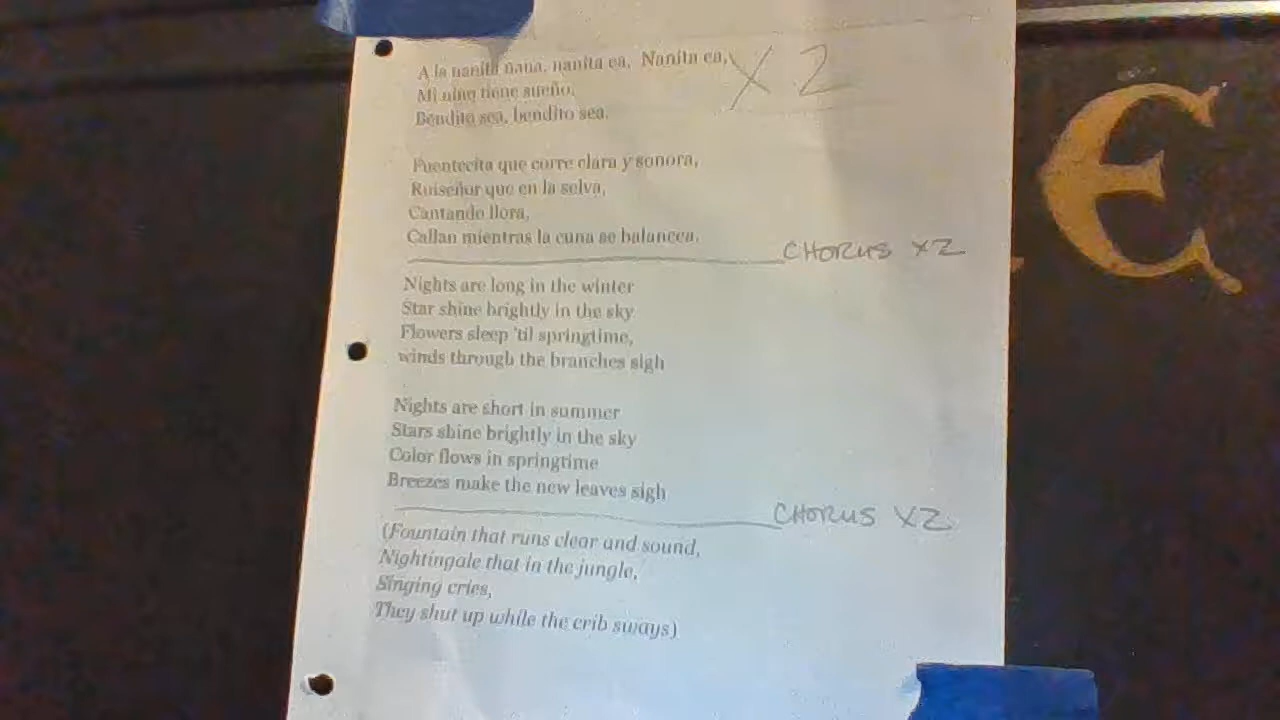 A la nanita nana, nanita ea, Nanita ea, X 2
Mi nino tiene sueño,
Bendito sea, bendito sea.
Fuentecita que corre clara y sonora,
Ruiseñor que en la selva,
Cantando llora,
Callan mientras la cuna se balancea.
CHORUS X2
Nights are long in the winter
Star shine brightly in the sky
Flowers sleep 'til springtime,
winds through the branches sigh
Nights are short in summer
Stars shine brightly in the sky
Color flows in springtime
Breezes make the new leaves sigh
CHORUS X2
(Fountain that runs clear and sound,
Nightingale that in the jungle,
Singing cries,
They shut up while the crib sways)
E